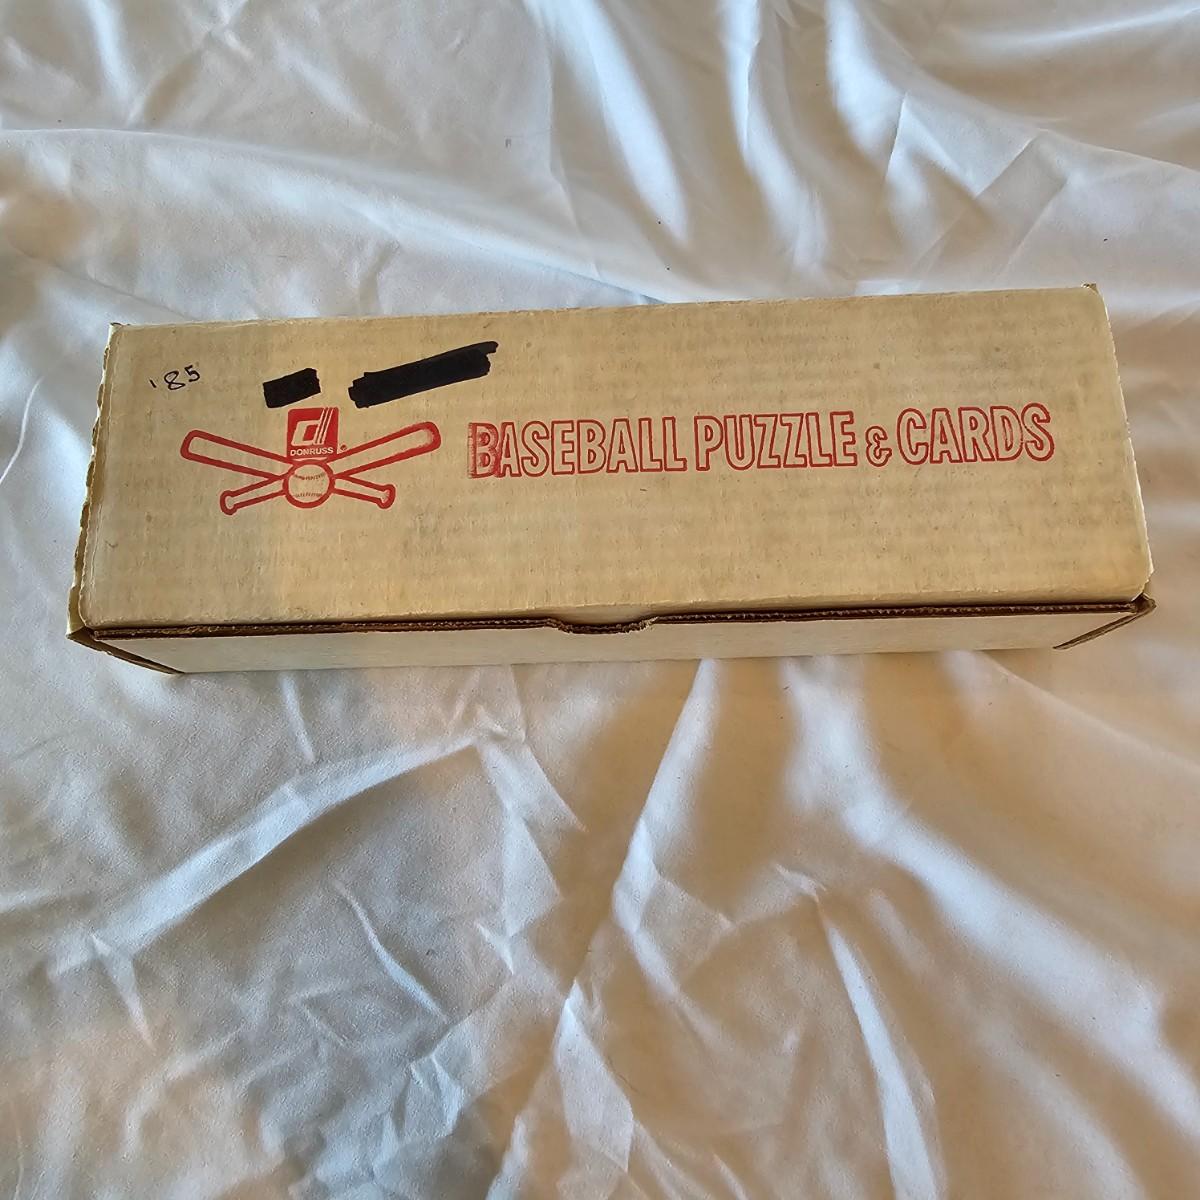 '85
DONRUSS ®
BASEBALL PUZZLE & CARDS